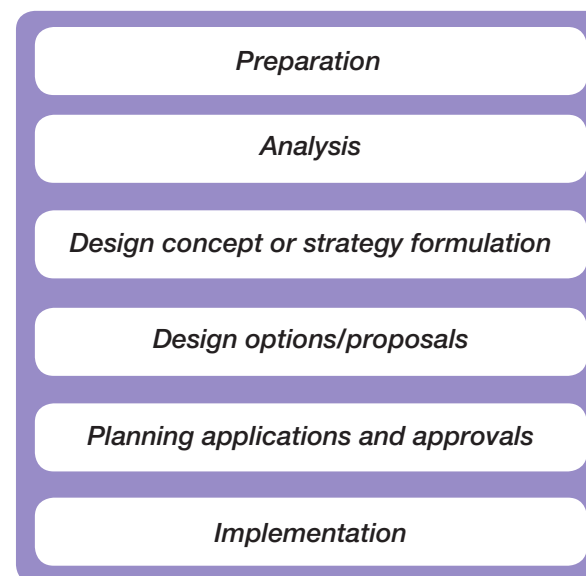 Preparation
Analysis
Design concept or strategy formulation
Design options/proposals
Planning applications and approvals
Implementation